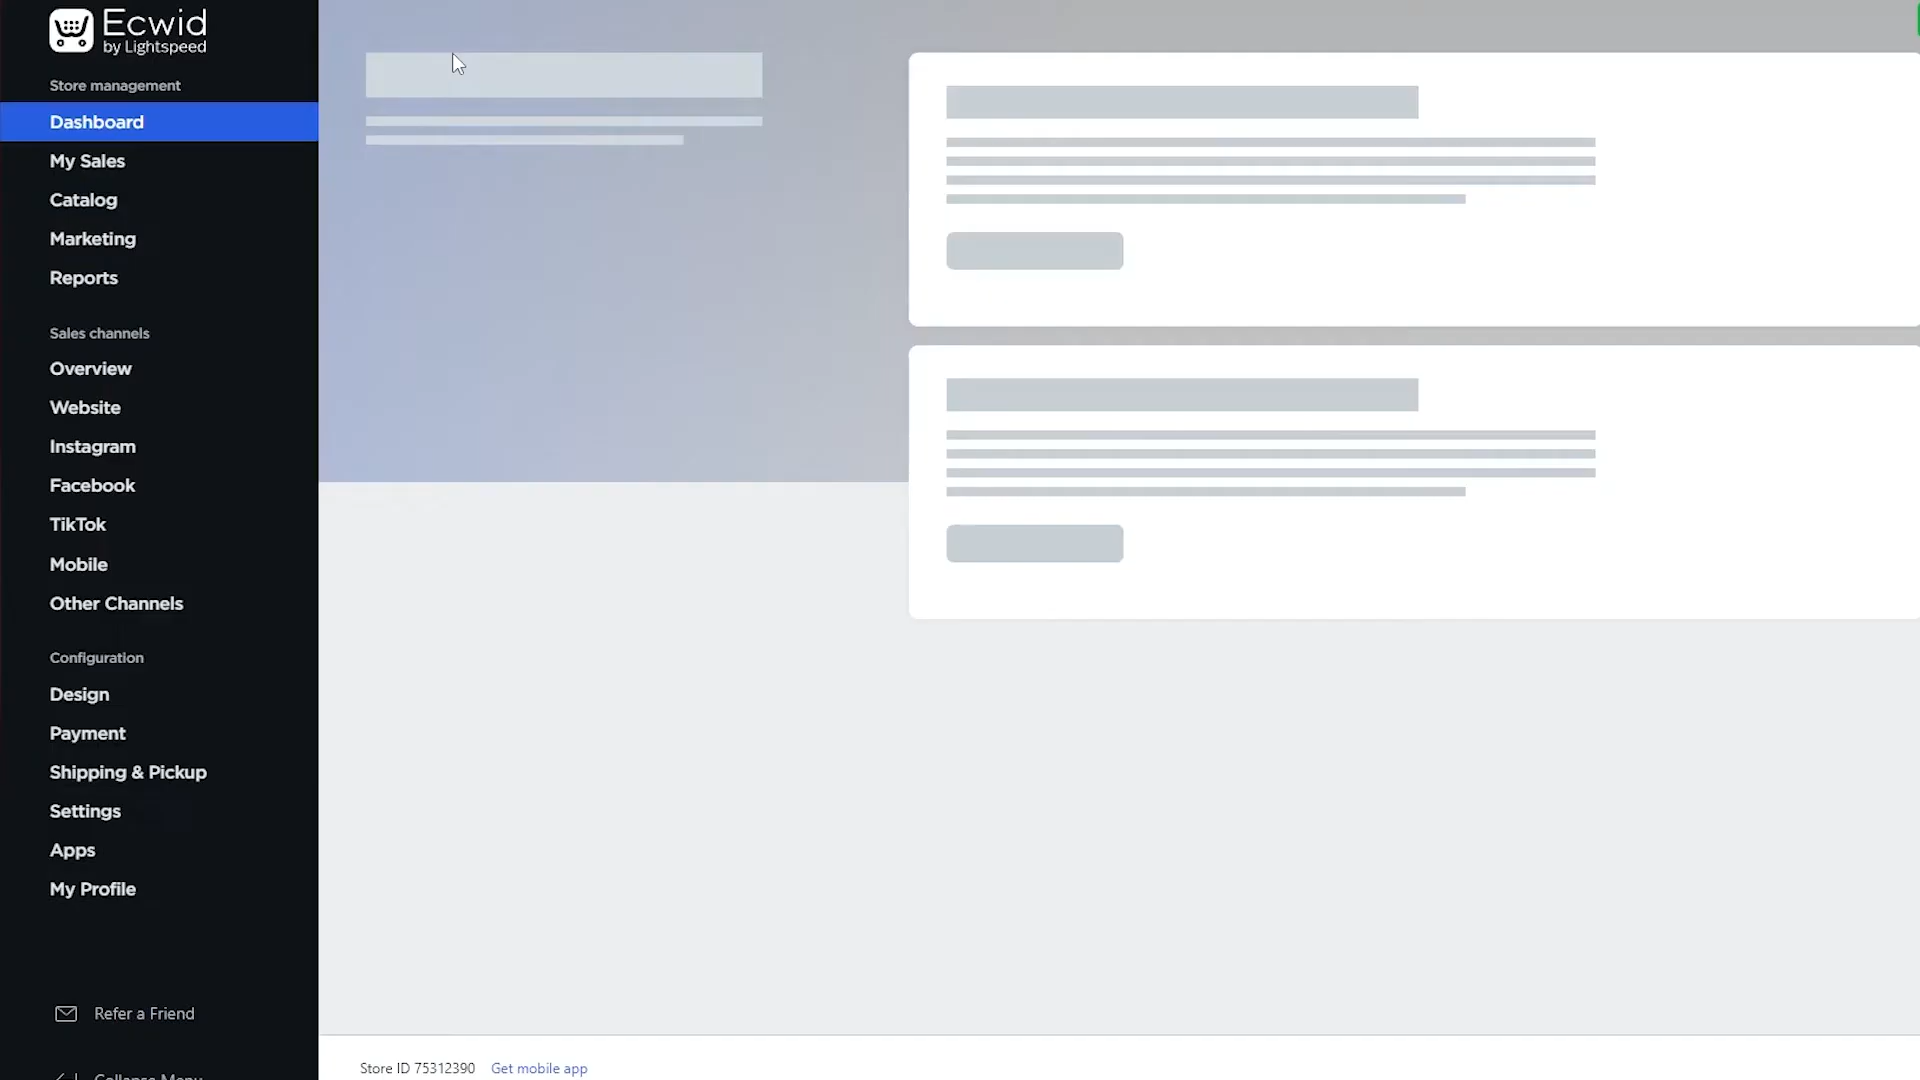 Ecwid
by Lightspeed
Store management
Dashboard
My Sales
Catalog
Marketing
Reports
Sales channels
Overview
Website
Instagram
Facebook
TikTok
Mobile
Other Channels
Configuration
Design
Payment
Shipping & Pickup
Settings
Apps
My Profile
Refer a Friend
Collapse Menu
Store ID 75312390 Get mobile app